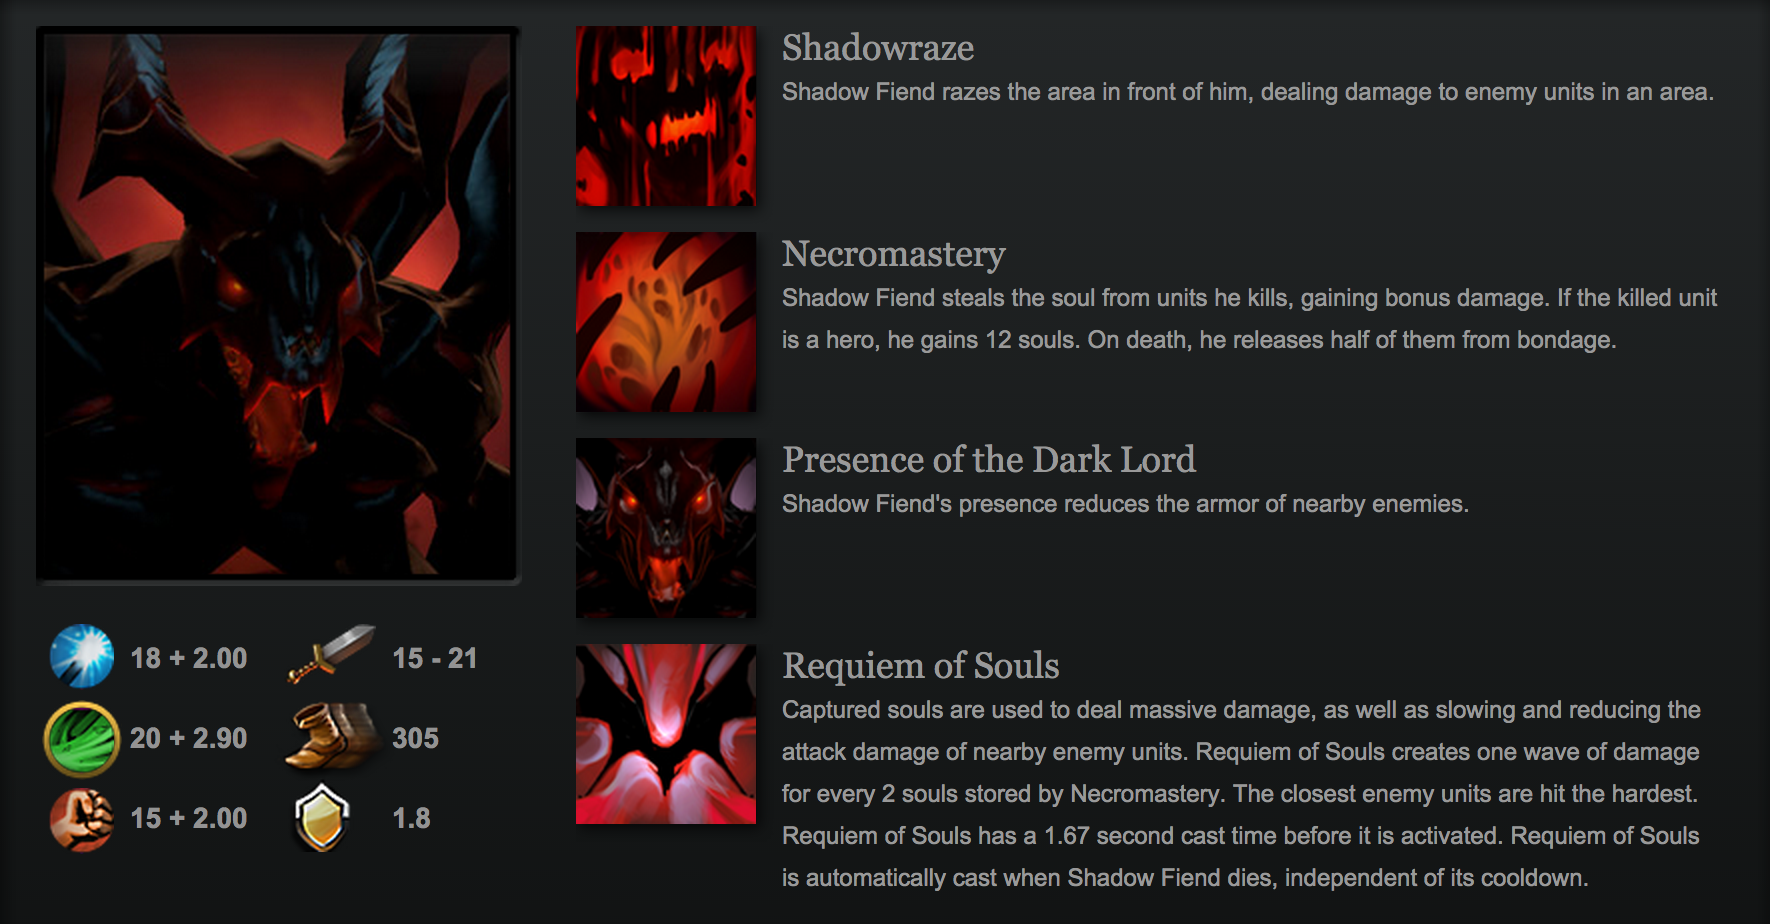 Shadowraze
Shadow Fiend razes the area in front of him, dealing damage to enemy units in an area.
Necromastery
Shadow Fiend steals the soul from units he kills, gaining bonus damage. If the killed unit
is a hero, he gains 12 souls. On death, he releases half of them from bondage.
Presence of the Dark Lord
Shadow Fiend's presence reduces the armor of nearby enemies.
Requiem of Souls
Captured souls are used to deal massive damage, as well as slowing and reducing the
attack damage of nearby enemy units. Requiem of Souls creates one wave of damage
for every 2 souls stored by Necromastery. The closest enemy units are hit the hardest.
Requiem of Souls has a 1.67 second cast time before it is activated. Requiem of Souls
is automatically cast when Shadow Fiend dies, independent of its cooldown.
18 + 2.00 15 - 21
20 + 2.90 305
15 + 2.00 1.8